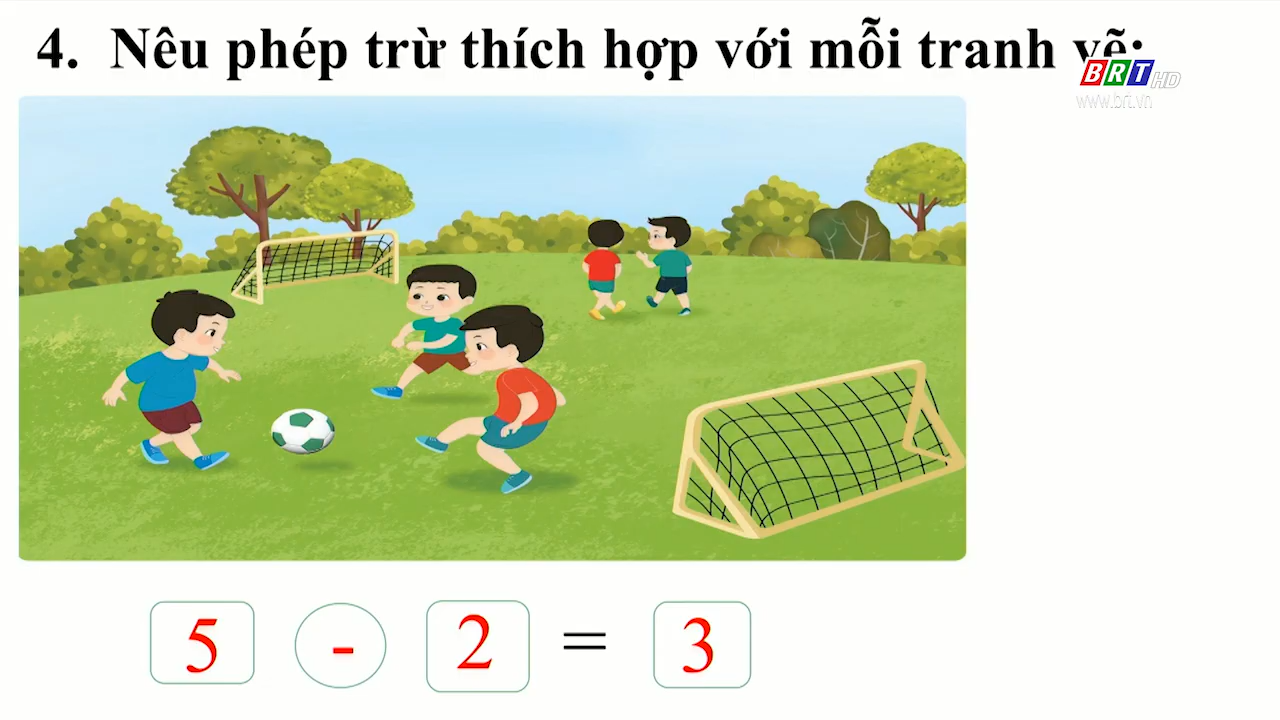 4. Nêu phép trừ thích hợp với mỗi tranh vẽ:
BRT HD
www.brt.vn
5 - 2 = 3